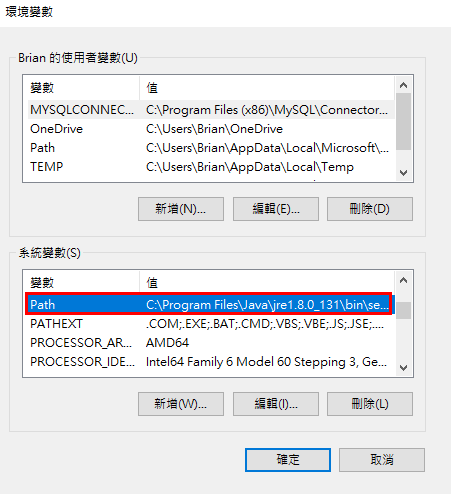 環境變數
Brian 的使用者變數(U)
變數 值
MYSQLCONNEC... C:\Program Files (x86)\MySQL\Connector...
OneDrive C:\Users\Brian\OneDrive
Path C:\Users\Brian\AppData\Local\Microsoft\...
TEMP C:\Users\Brian\AppData\Local\Temp
新增(N)... 編輯(E)... 刪除(D)
系統變數(S)
變數 值
Path C:\Program Files\Java\jre1.8.0_131\bin\se...
PATHEXT .COM;.EXE;.BAT;.CMD;.VBS;.VBE;.JS;.JSE;....
PROCESSOR_AR... AMD64
PROCESSOR_IDE... Intel64 Family 6 Model 60 Stepping 3, Ge...
新增(W)... 編輯(I)... 刪除(L)
確定 取消